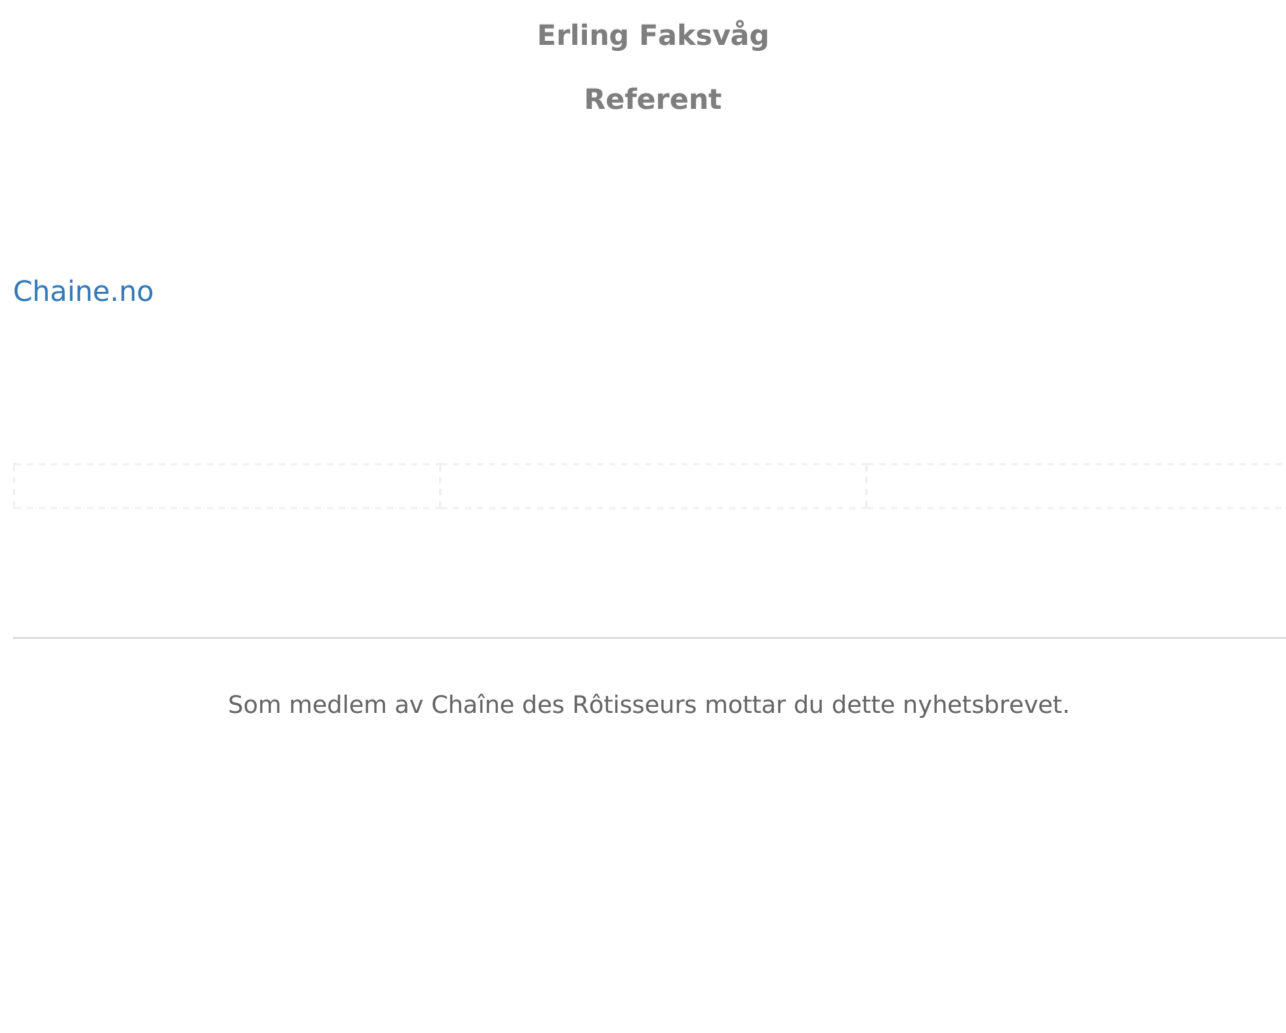 Erling Faksvåg
Referent
Chaine.no
Som medlem av Chaîne des Rôtisseurs mottar du dette nyhetsbrevet.